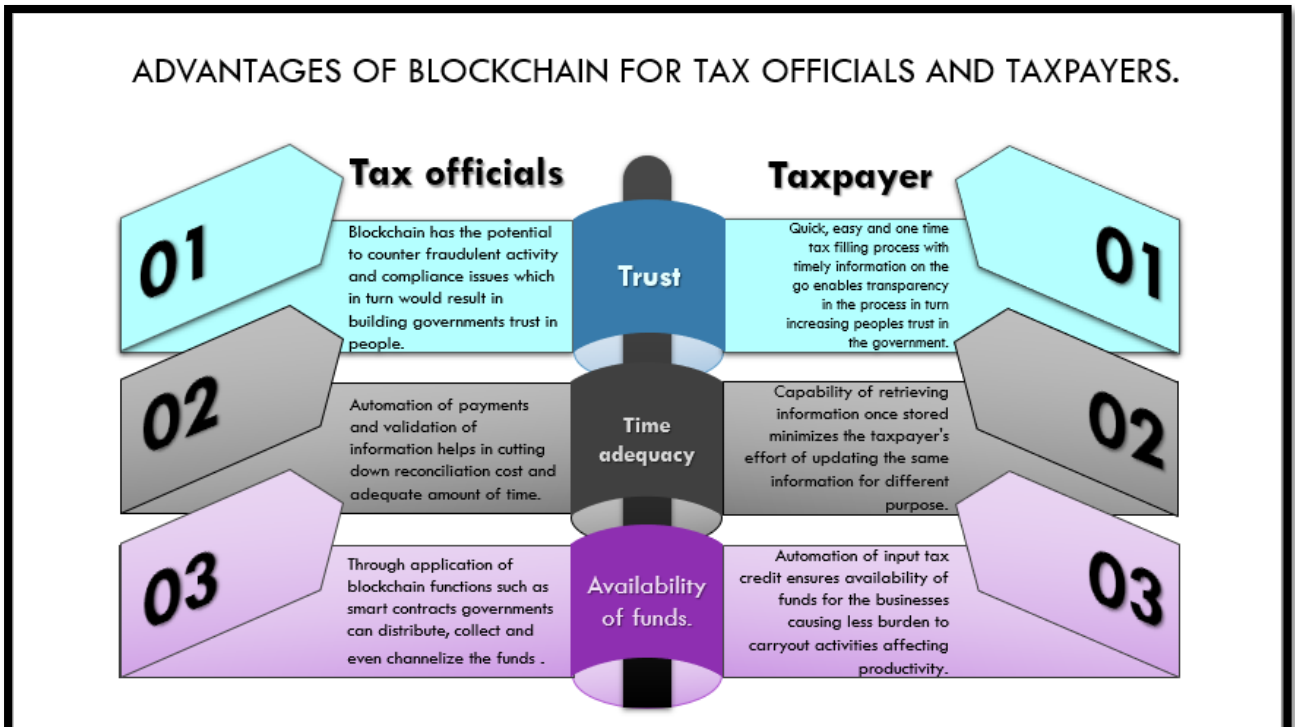 ADVANTAGES OF BLOCKCHAIN FOR TAX OFFICIALS AND TAXPAYERS.
Tax officials
Taxpayer
01
Blockchain has the potential
to counter fraudulent activity
and compliance issues which
in turn would result in
building governments trust in
people.
Trust
Quick, easy and one time
tax filling process with
timely information on the
go enables transparency
in the process in turn
increasing peoples trust in
the government.
01
02
Automation of payments
and validation of
information helps in cutting
down reconciliation cost and
adequate amount of time.
Time
adequacy
Capability of retrieving
information once stored
minimizes the taxpayer's
effort of updating the same
information for different
purpose.
02
03
Through application of
blockchain functions such as
smart contracts governments
can distribute, collect and
even channelize the funds .
Availability
of funds.
Automation of input tax
credit ensures availability of
funds for the businesses
causing less burden to
carryout activities affecting
productivity.
03